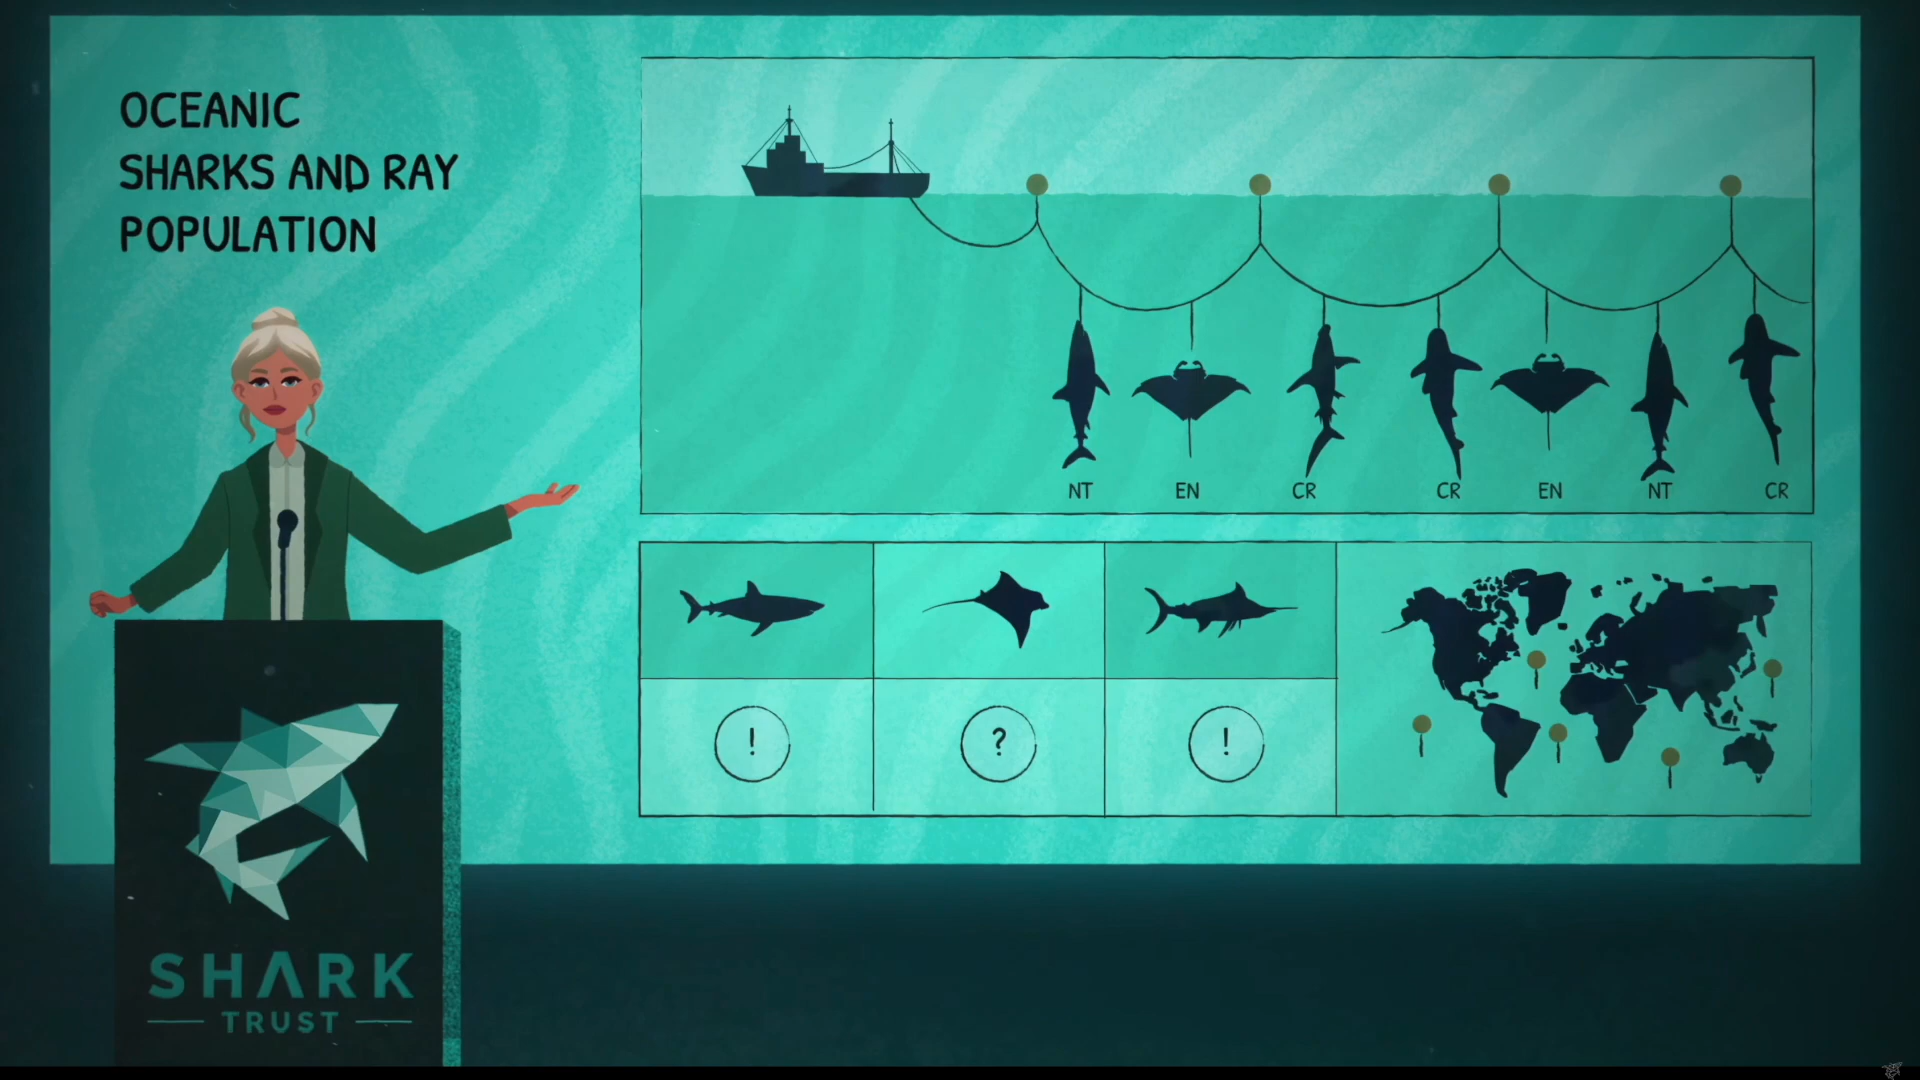 OCEANIC
SHARKS AND RAY
POPULATION
NT EN CR CR EN NT CR
! ? !
SHARK
TRUST